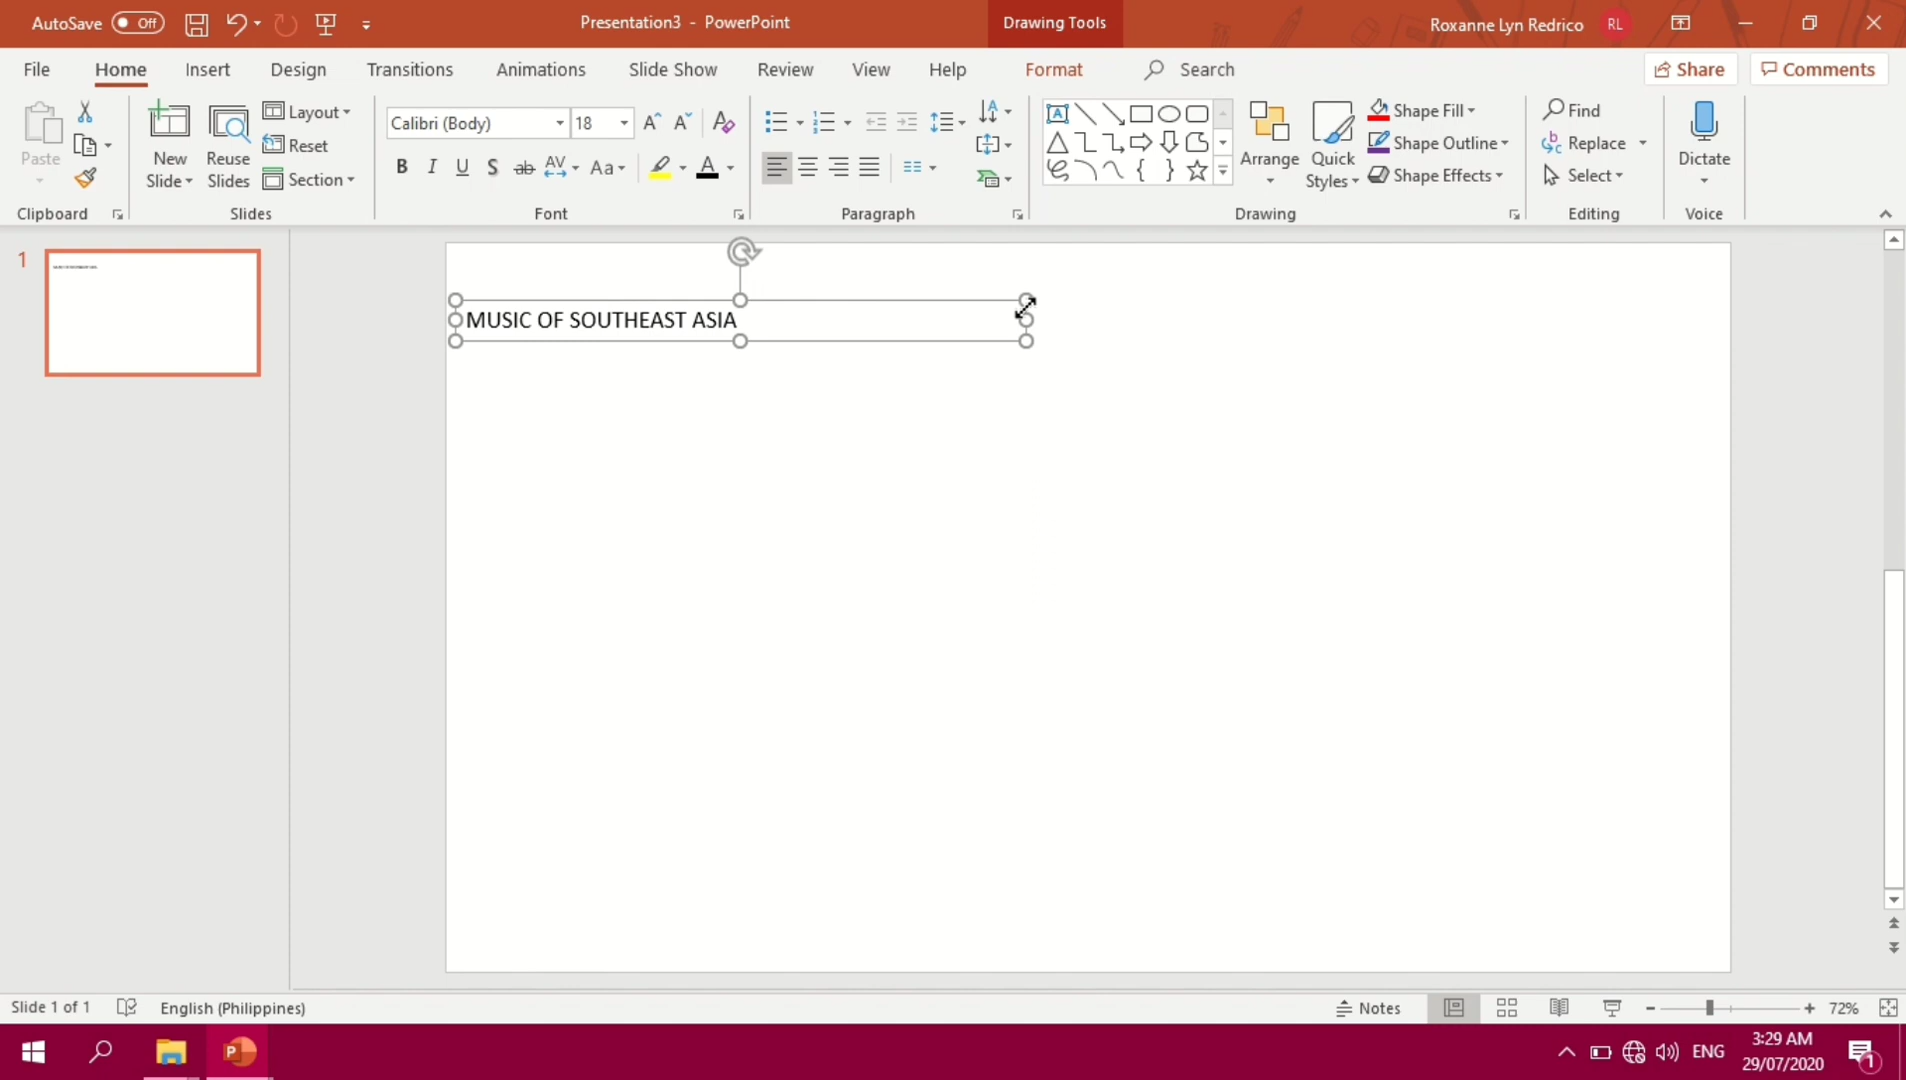 AutoSave Off
Presentation3 - PowerPoint
Drawing Tools
Roxanne Lyn Redrico RL
File Home Insert Design Transitions Animations Slide Show Review View Help Format Search Share Comments
Paste
New Slide
Reuse Slides
Layout
Reset
Section
Calibri (Body) 18
B I U S ab AV Aa A
Arrange
Quick Styles
Shape Fill
Shape Outline
Shape Effects
Find
Replace
Select
Dictate
Clipboard Slides Font Paragraph Drawing Editing Voice
1
MUSIC OF SOUTHEAST ASIA
Slide 1 of 1 English (Philippines) Notes 72%
ENG
3:29 AM
29/07/2020
1